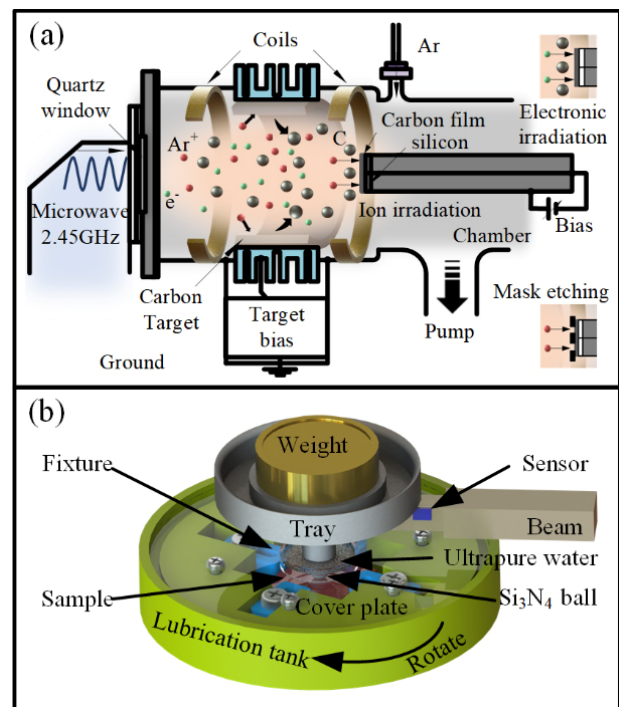 (a)
Coils
Ar
Quartz
window
Electronic
irradiation
Ar+
C
Carbon film
silicon
e-
Microwave
2.45GHz
Ion irradiation
Bias
Chamber
Carbon
Target
Target
bias
Mask etching
Pump
Ground
(b)
Weight
Fixture
Sensor
Tray
Beam
Ultrapure water
Sample
Cover plate
Si3N4 ball
Lubrication tank
Rotate